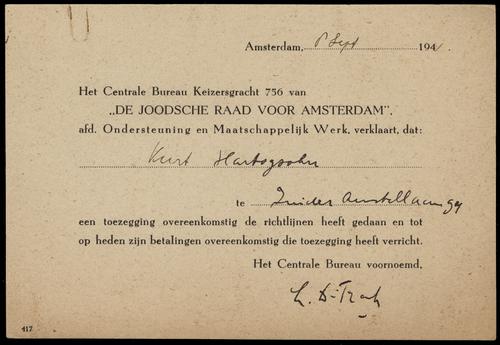 Amsterdam, 8 Sept 1942.
Het Centrale Bureau Keizersgracht 756 van
„DE JOODSCHE RAAD VOOR AMSTERDAM”,
afd. Ondersteuning en Maatschappelijk Werk, verklaart, dat:
Kurt Hartogsohn
te Zuider Amstellaan 94
een toezegging overeenkomstig de richtlijnen heeft gedaan en tot
op heden zijn betalingen overeenkomstig die toezegging heeft verricht.
Het Centrale Bureau voornoemd,
417